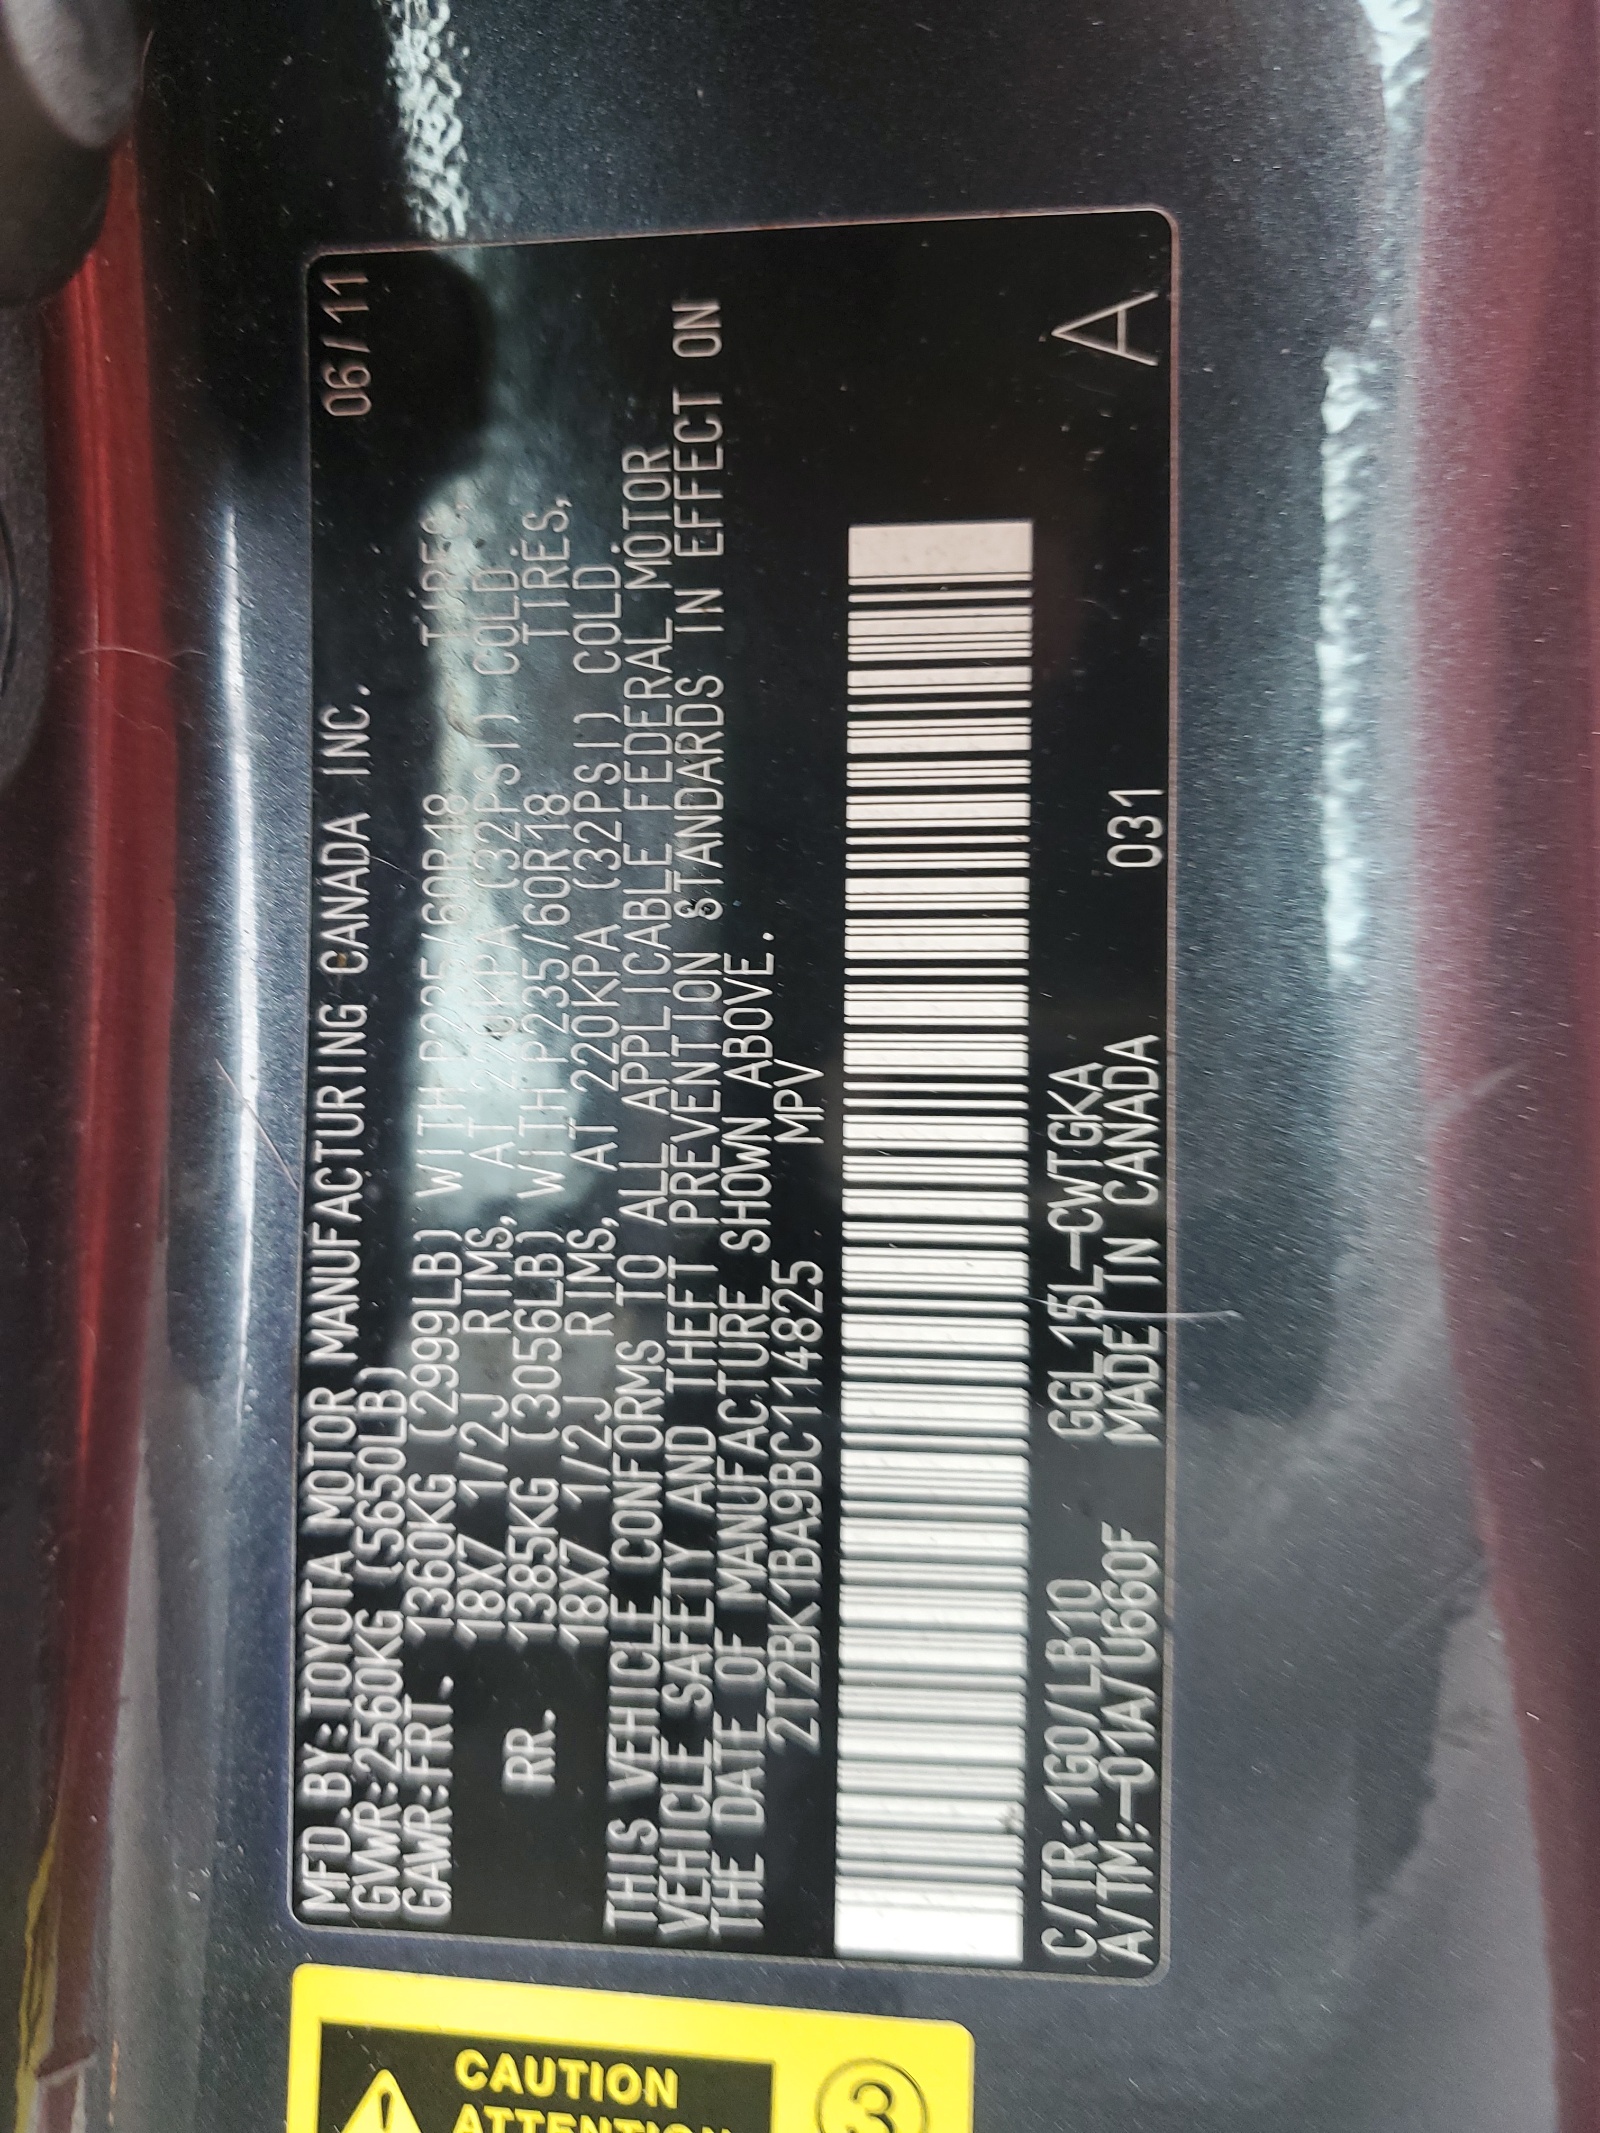 MFD.BY:TOYOTA MOTOR MANUFACTURING CANADA INC. 06/11
GVWR:2560KG (5650LB)
GAWR:FRT. 1360KG (2999LB) WITH P235/60R18 TIRES,
18X7 1/2J RIMS, AT 220KPA (32PSI) COLD
RR. 1385KG (3056LB) WITH P235/60R18 TIRES,
18X7 1/2J RIMS, AT 220KPA (32PSI) COLD
THIS VEHICLE CONFORMS TO ALL APPLICABLE FEDERAL MOTOR
VEHICLE SAFETY AND THEFT PREVENTION STANDARDS IN EFFECT ON
THE DATE OF MANUFACTURE SHOWN ABOVE.
2T2BK1BA9BC114825 MPV
C/TR:1G0/LB10 GGL15L-CWTGKA
A/TM:-01A/U660F MADE IN CANADA 031 A
CAUTION
ATTENTION
3